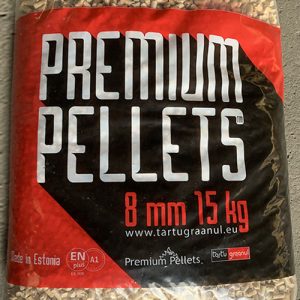 PREMIUM
PELLETS
8 mm 15 kg
www.tartugraanul.eu
Made in Estonia
EN
plus
A1
Premium Pellets.
tartu graanul